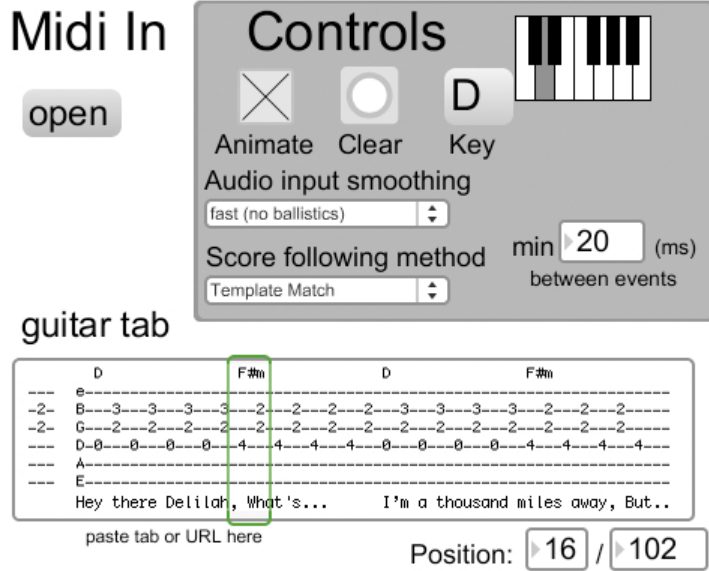 Midi In
open
Controls
D
Animate Clear Key
Audio input smoothing
fast (no ballistics)
Score following method
Template Match
min 20 (ms)
between events
guitar tab
D F#m D F#m
--- e-----------------------------------------------------------------
-2- B---3---3---3---3---2---2---2---2---3---3---3---3---2---2---2-----
-2- G---2---2---2---2---2---2---2---2---2---2---2---2---2---2---2-----
--- D-0---0---0---0---4---4---4---4---0---0---0---0---4---4---4---4---
--- A-----------------------------------------------------------------
--- E-----------------------------------------------------------------
Hey there Delilah, What's... I'm a thousand miles away, But..
paste tab or URL here
Position: 16 / 102